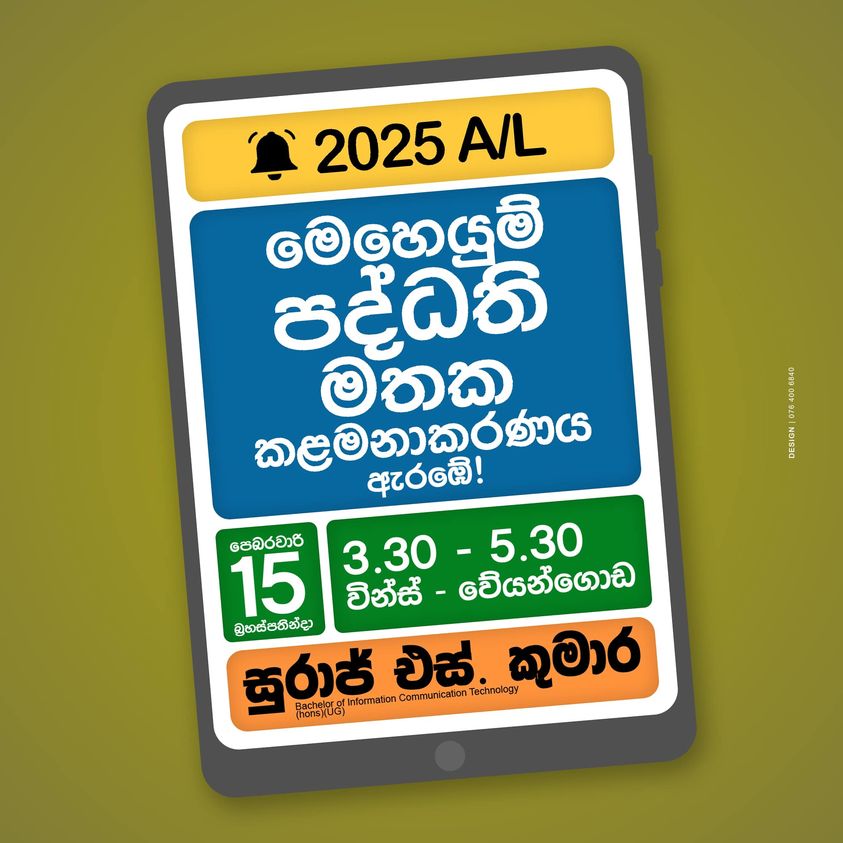 2025 A/L
මෙහෙයුම්
පද්ධති
මතක
කළමනාකරණය
ඇරඹේ!
පෙබරවාරි
15
බ්‍රහස්පතින්දා
3.30 - 5.30
වින්ස් - වේයන්ගොඩ
සුරාජ් එස්. කුමාර
Bachelor of Information Communication Technology
(hons)(UG)
DESIGN | 076 400 6840